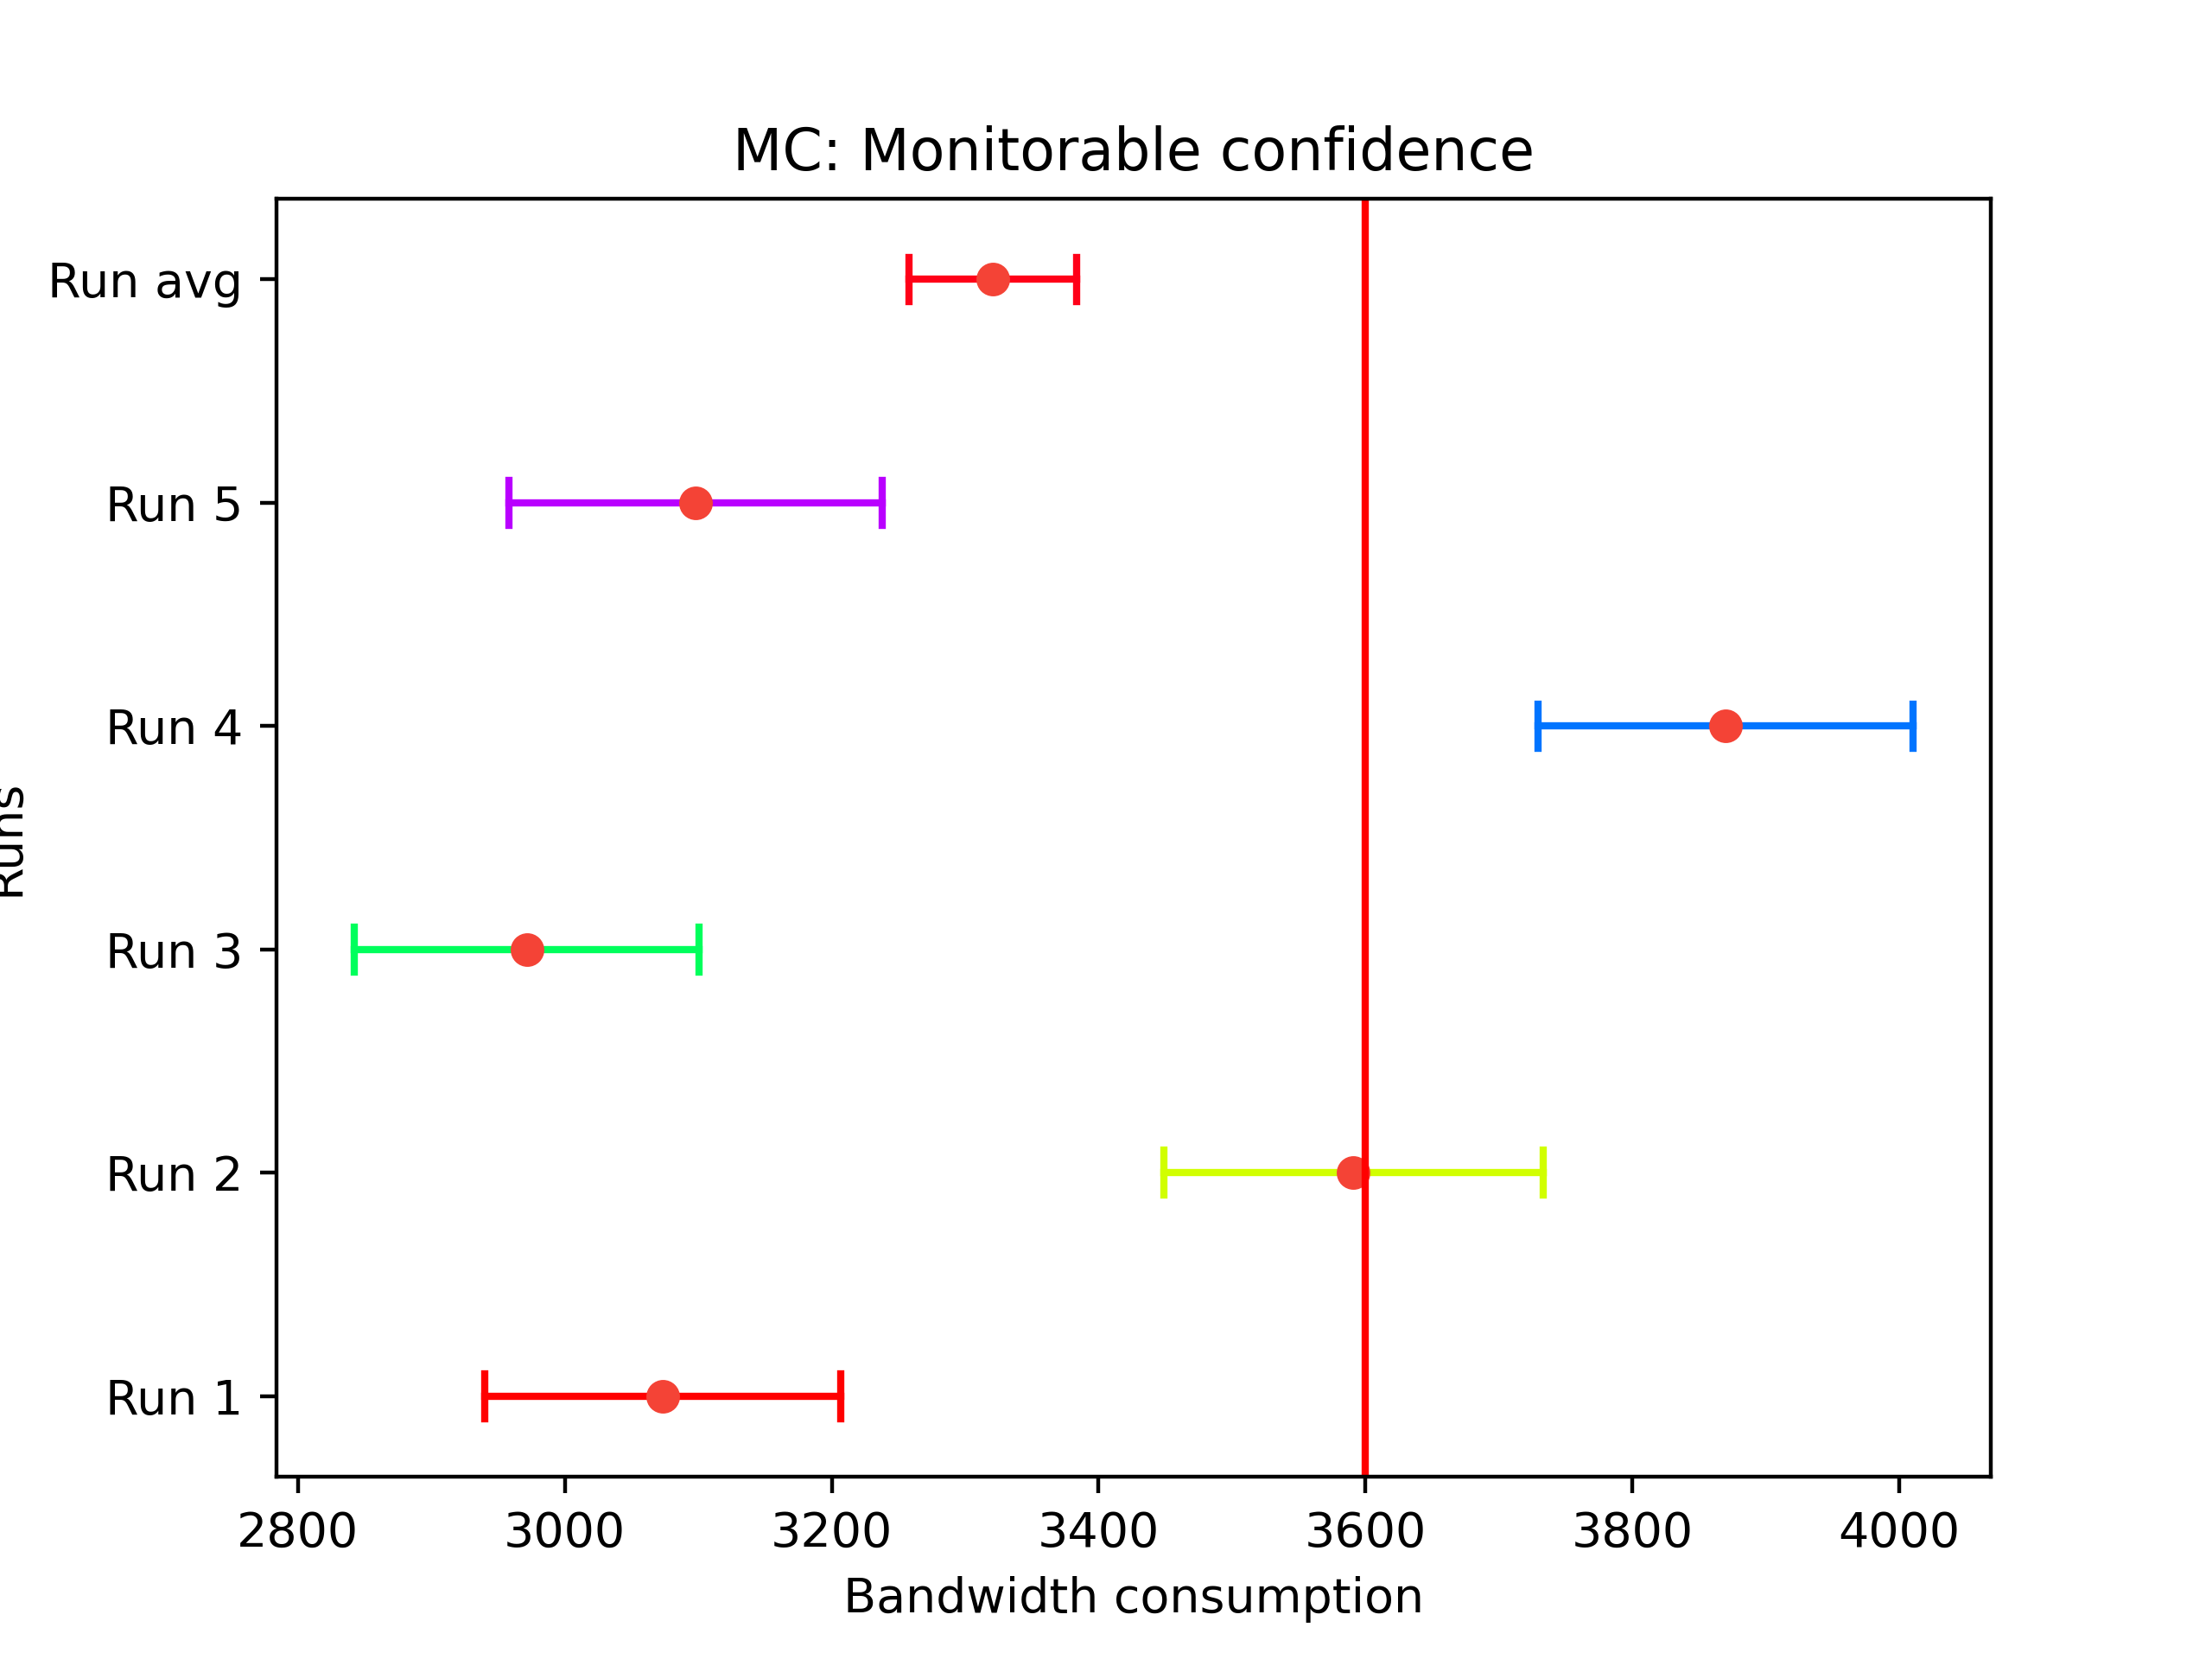 MC: Monitorable confidence
Run avg
Run 5
Run 4
Runs
Run 3
Run 2
Run 1
2800 3000 3200 3400 3600 3800 4000
Bandwidth consumption